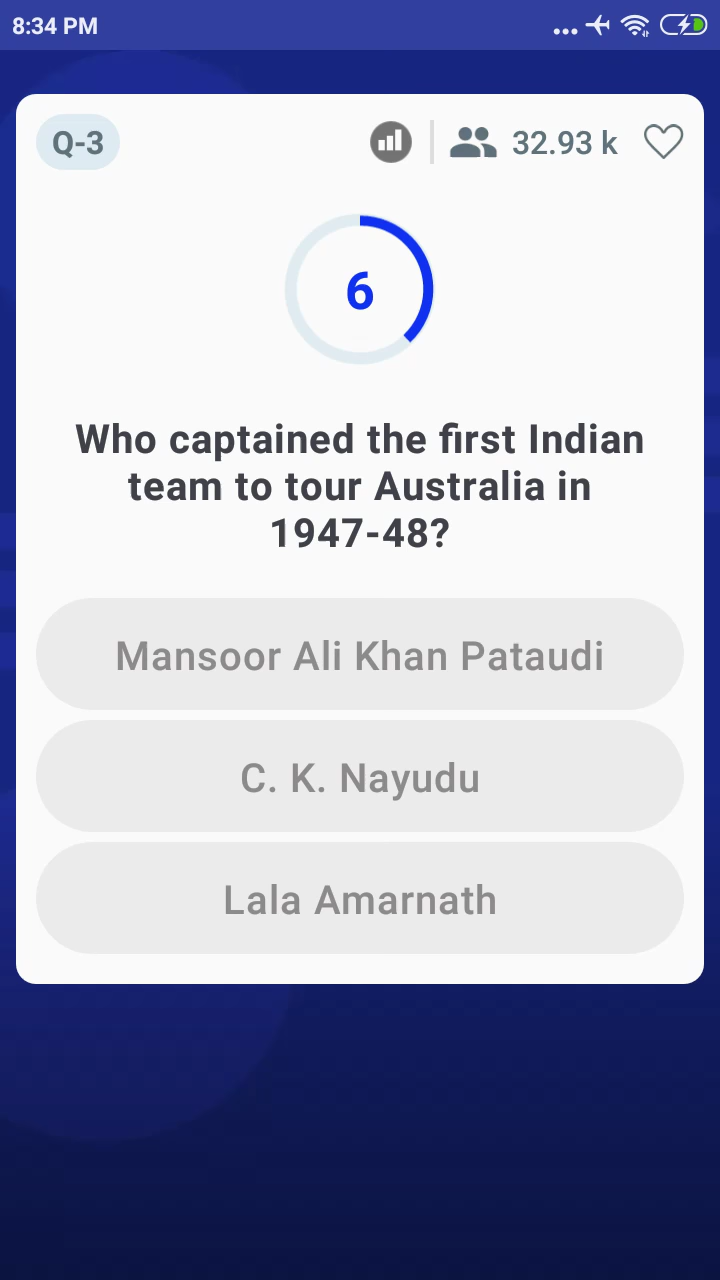 8:34 PM
Q-3
32.93 k
6
Who captained the first Indian
team to tour Australia in
1947-48?
Mansoor Ali Khan Pataudi
C. K. Nayudu
Lala Amarnath